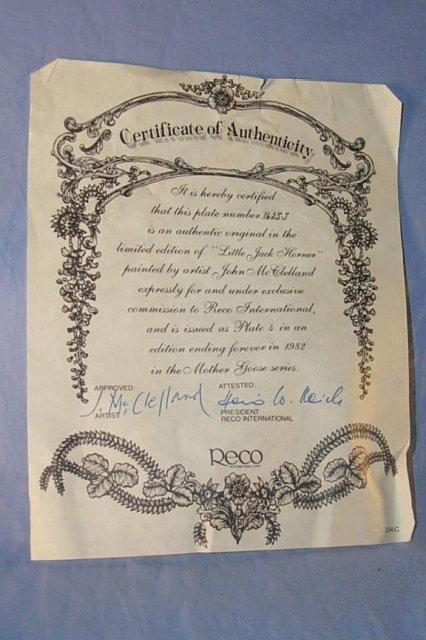 Certificate of Authenticity
It is hereby certified
that this plate number
is an authentic original in the
limited edition of "Little Jack Horner"
painted by artist John McClelland
expressly for and under exclusive
commission to Reco International,
and is issued as Plate 4 in an
edition ending forever in 1982
in the Mother Goose series.
APPROVED: ATTESTED:
J. McClelland
ARTIST PRESIDENT
RECO INTERNATIONAL
Reco